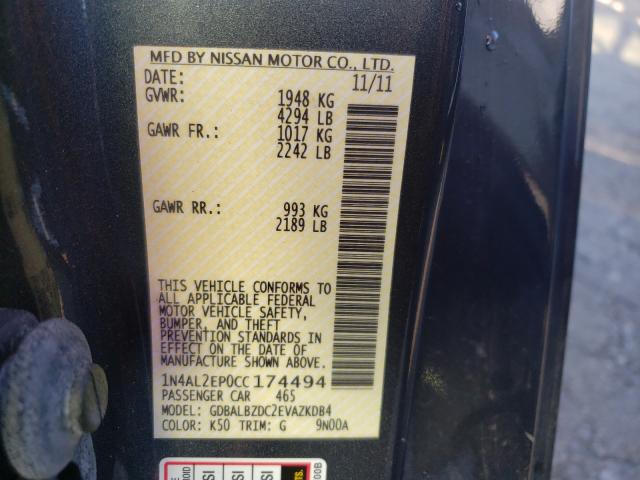 MFD BY NISSAN MOTOR CO., LTD.
DATE: 11/11
GVWR: 1948 KG
4294 LB
GAWR FR.: 1017 KG
2242 LB
GAWR RR.: 993 KG
2189 LB
THIS VEHICLE CONFORMS TO
ALL APPLICABLE FEDERAL
MOTOR VEHICLE SAFETY,
BUMPER, AND THEFT
PREVENTION STANDARDS IN
EFFECT ON THE DATE OF
MANUFACTURE SHOWN ABOVE.
1N4AL2EP0CC 174494
PASSENGER CAR 465
MODEL: GDBALBZDC2EVAZKDB4
COLOR: K50 TRIM: G 9N00A